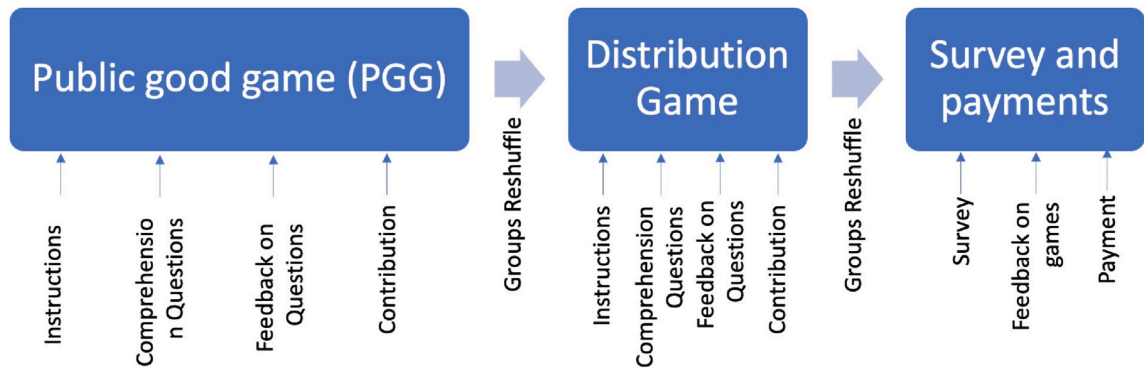 Public good game (PGG)
Distribution
Game
Survey and
payments
Groups Reshuffle
Groups Reshuffle
Instructions
Comprehensio
n Questions
Feedback on
Questions
Contribution
Instructions
Comprehension
Questions
Feedback on
Questions
Contribution
Survey
Feedback on
games
Payment